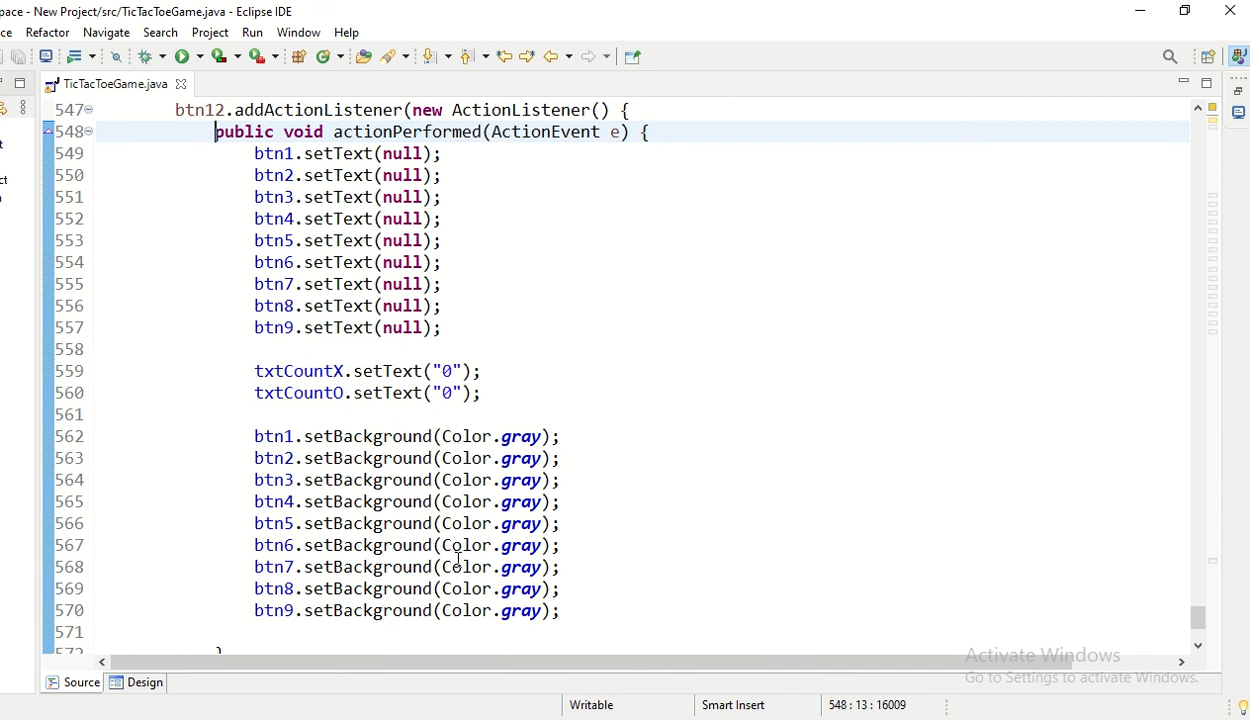 pace - New Project/src/TicTacToeGame.java - Eclipse IDE
ce Refactor Navigate Search Project Run Window Help
TicTacToeGame.java
547 btn12.addActionListener(new ActionListener() {
548 public void actionPerformed(ActionEvent e) {
549 btn1.setText(null);
550 btn2.setText(null);
551 btn3.setText(null);
552 btn4.setText(null);
553 btn5.setText(null);
554 btn6.setText(null);
555 btn7.setText(null);
556 btn8.setText(null);
557 btn9.setText(null);
558
559 txtCountX.setText("0");
560 txtCountO.setText("0");
561
562 btn1.setBackground(Color.gray);
563 btn2.setBackground(Color.gray);
564 btn3.setBackground(Color.gray);
565 btn4.setBackground(Color.gray);
566 btn5.setBackground(Color.gray);
567 btn6.setBackground(Color.gray);
568 btn7.setBackground(Color.gray);
569 btn8.setBackground(Color.gray);
570 btn9.setBackground(Color.gray);
571
572 }
Activate Windows
Go to Settings to activate Windows.
Source Design
Writable Smart Insert 548 : 13 : 16009